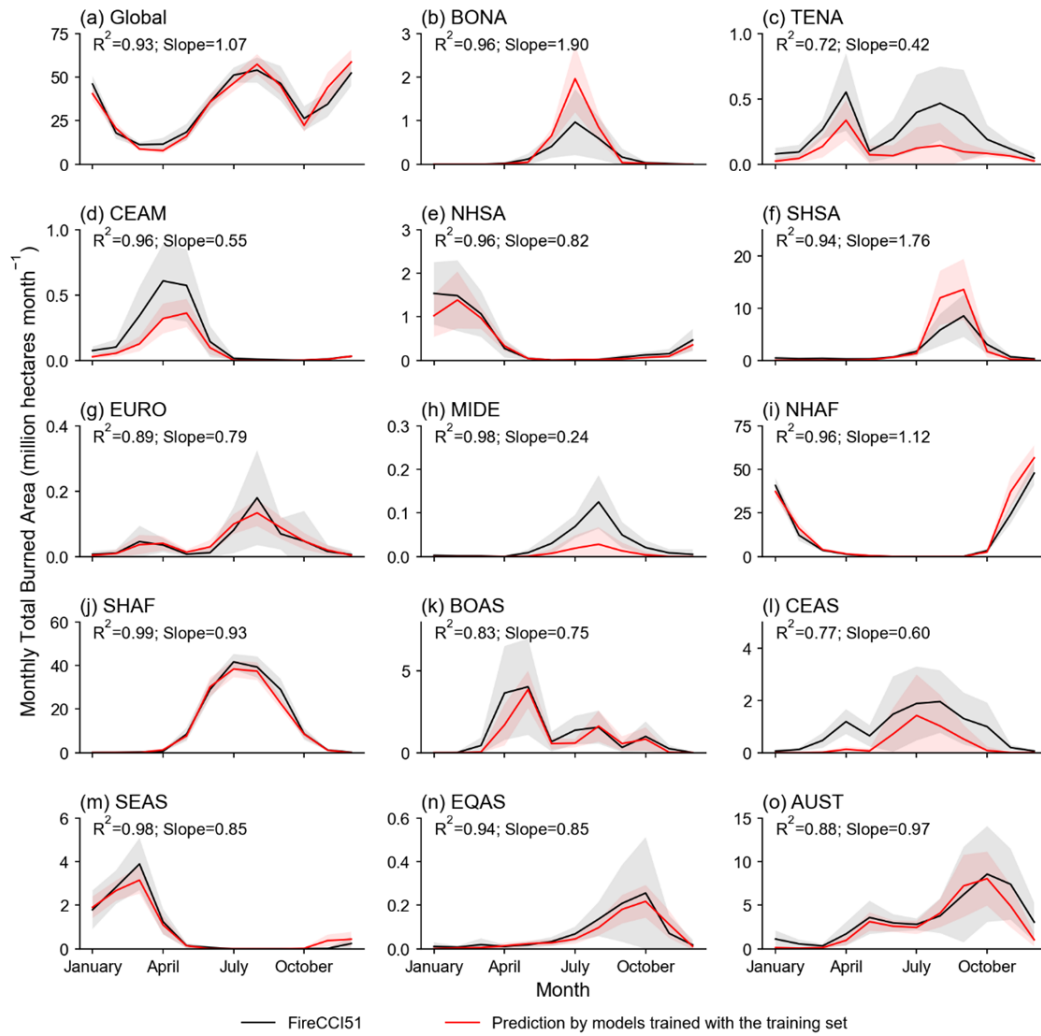 (a) Global
R²=0.93; Slope=1.07
75
50
25
0
(b) BONA
R²=0.96; Slope=1.90
3
2
1
0
(c) TENA
R²=0.72; Slope=0.42
1.0
0.5
0.0
(d) CEAM
R²=0.96; Slope=0.55
1.0
0.5
0.0
(e) NHSA
R²=0.96; Slope=0.82
3
2
1
0
(f) SHSA
R²=0.94; Slope=1.76
20
10
0
(g) EURO
R²=0.89; Slope=0.79
0.4
0.2
0.0
(h) MIDE
R²=0.98; Slope=0.24
0.3
0.2
0.1
0.0
(i) NHAF
R²=0.96; Slope=1.12
75
50
25
0
(j) SHAF
R²=0.99; Slope=0.93
60
40
20
0
(k) BOAS
R²=0.83; Slope=0.75
5
0
(l) CEAS
R²=0.77; Slope=0.60
4
2
0
(m) SEAS
R²=0.98; Slope=0.85
6
4
2
0
January April July October
(n) EQAS
R²=0.94; Slope=0.85
0.6
0.4
0.2
0.0
January April July October
(o) AUST
R²=0.88; Slope=0.97
15
10
5
0
January April July October
Monthly Total Burned Area (million hectares month⁻¹)
Month
FireCCI51
Prediction by models trained with the training set